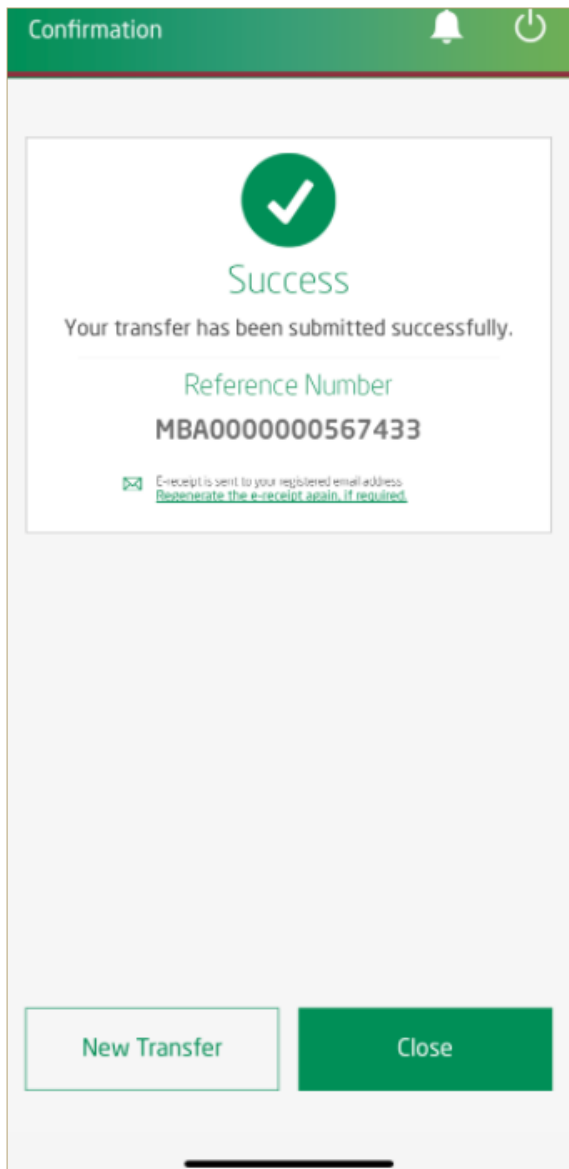 Confirmation
Success
Your transfer has been submitted successfully.
Reference Number
MBA0000000567433
E-receipt is sent to your registered email address
Regenerate the e-receipt again, if required.
New Transfer
Close